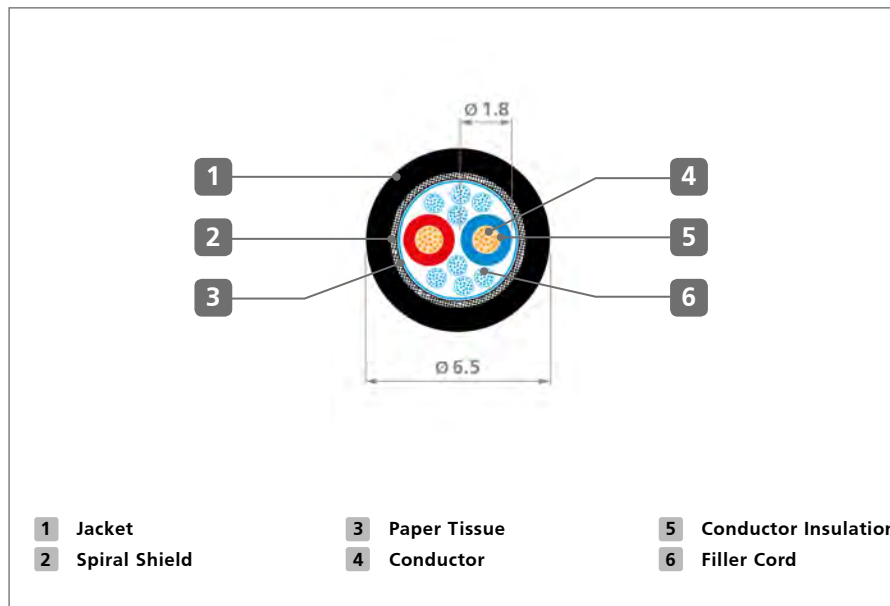 Ø 1.8
1
4
2
5
3
6
Ø 6.5
1 Jacket
3 Paper Tissue
5 Conductor Insulation
2 Spiral Shield
4 Conductor
6 Filler Cord